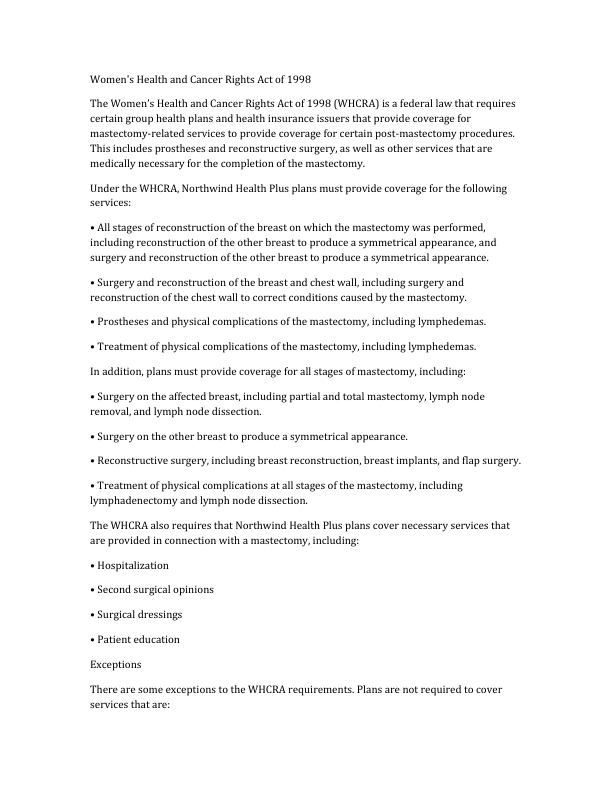 Women's Health and Cancer Rights Act of 1998
The Women's Health and Cancer Rights Act of 1998 (WHCRA) is a federal law that requires
certain group health plans and health insurance issuers that provide coverage for
mastectomy-related services to provide coverage for certain post-mastectomy procedures.
This includes prostheses and reconstructive surgery, as well as other services that are
medically necessary for the completion of the mastectomy.
Under the WHCRA, Northwind Health Plus plans must provide coverage for the following
services:
• All stages of reconstruction of the breast on which the mastectomy was performed,
including reconstruction of the other breast to produce a symmetrical appearance, and
surgery and reconstruction of the other breast to produce a symmetrical appearance.
• Surgery and reconstruction of the breast and chest wall, including surgery and
reconstruction of the chest wall to correct conditions caused by the mastectomy.
• Prostheses and physical complications of the mastectomy, including lymphedemas.
• Treatment of physical complications of the mastectomy, including lymphedemas.
In addition, plans must provide coverage for all stages of mastectomy, including:
• Surgery on the affected breast, including partial and total mastectomy, lymph node
removal, and lymph node dissection.
• Surgery on the other breast to produce a symmetrical appearance.
• Reconstructive surgery, including breast reconstruction, breast implants, and flap surgery.
• Treatment of physical complications at all stages of the mastectomy, including
lymphadenectomy and lymph node dissection.
The WHCRA also requires that Northwind Health Plus plans cover necessary services that
are provided in connection with a mastectomy, including:
• Hospitalization
• Second surgical opinions
• Surgical dressings
• Patient education
Exceptions
There are some exceptions to the WHCRA requirements. Plans are not required to cover
services that are: